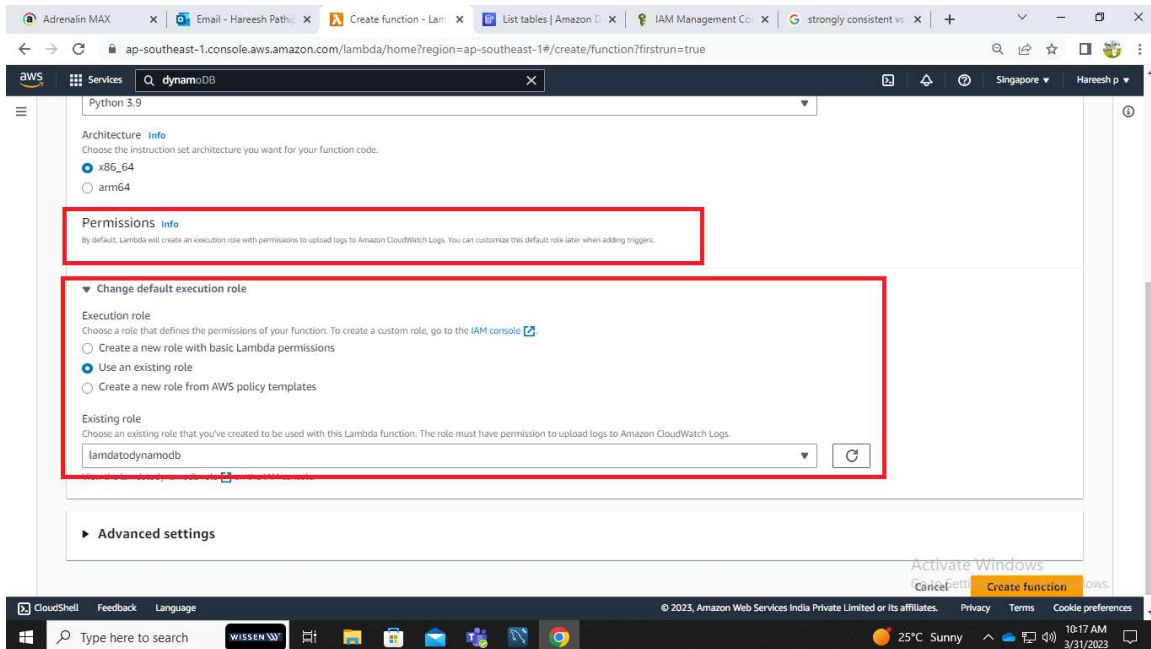 Adrenalin MAX
Email - Hareesh Pathip
Create function - Lam
List tables | Amazon D
IAM Management Co
strongly consistent vs
ap-southeast-1.console.aws.amazon.com/lambda/home?region=ap-southeast-1#/create/function?firstrun=true
aws
Services
dynamoDB
Singapore
Hareesh p
Python 3.9
Architecture Info
Choose the instruction set architecture you want for your function code.
x86_64
arm64
Permissions Info
By default, Lambda will create an execution role with permissions to upload logs to Amazon CloudWatch Logs. You can customize this default role later when adding triggers.
Change default execution role
Execution role
Choose a role that defines the permissions of your function. To create a custom role, go to the IAM console.
Create a new role with basic Lambda permissions
Use an existing role
Create a new role from AWS policy templates
Existing role
Choose an existing role that you've created to be used with this Lambda function. The role must have permission to upload logs to Amazon CloudWatch Logs.
lamdatodynamodb
View the lamdatodynamodb role on the IAM console.
Advanced settings
Activate Windows
Cancel
Create function
CloudShell Feedback Language
© 2023, Amazon Web Services India Private Limited or its affiliates. Privacy Terms Cookie preferences
Type here to search
WISSEN
25°C Sunny
10:17 AM
3/31/2023